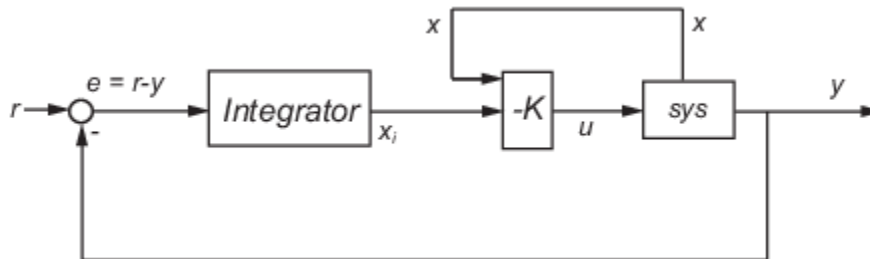 x
x
e = r-y
r
-
Integrator
x_i
-K
u
sys
y